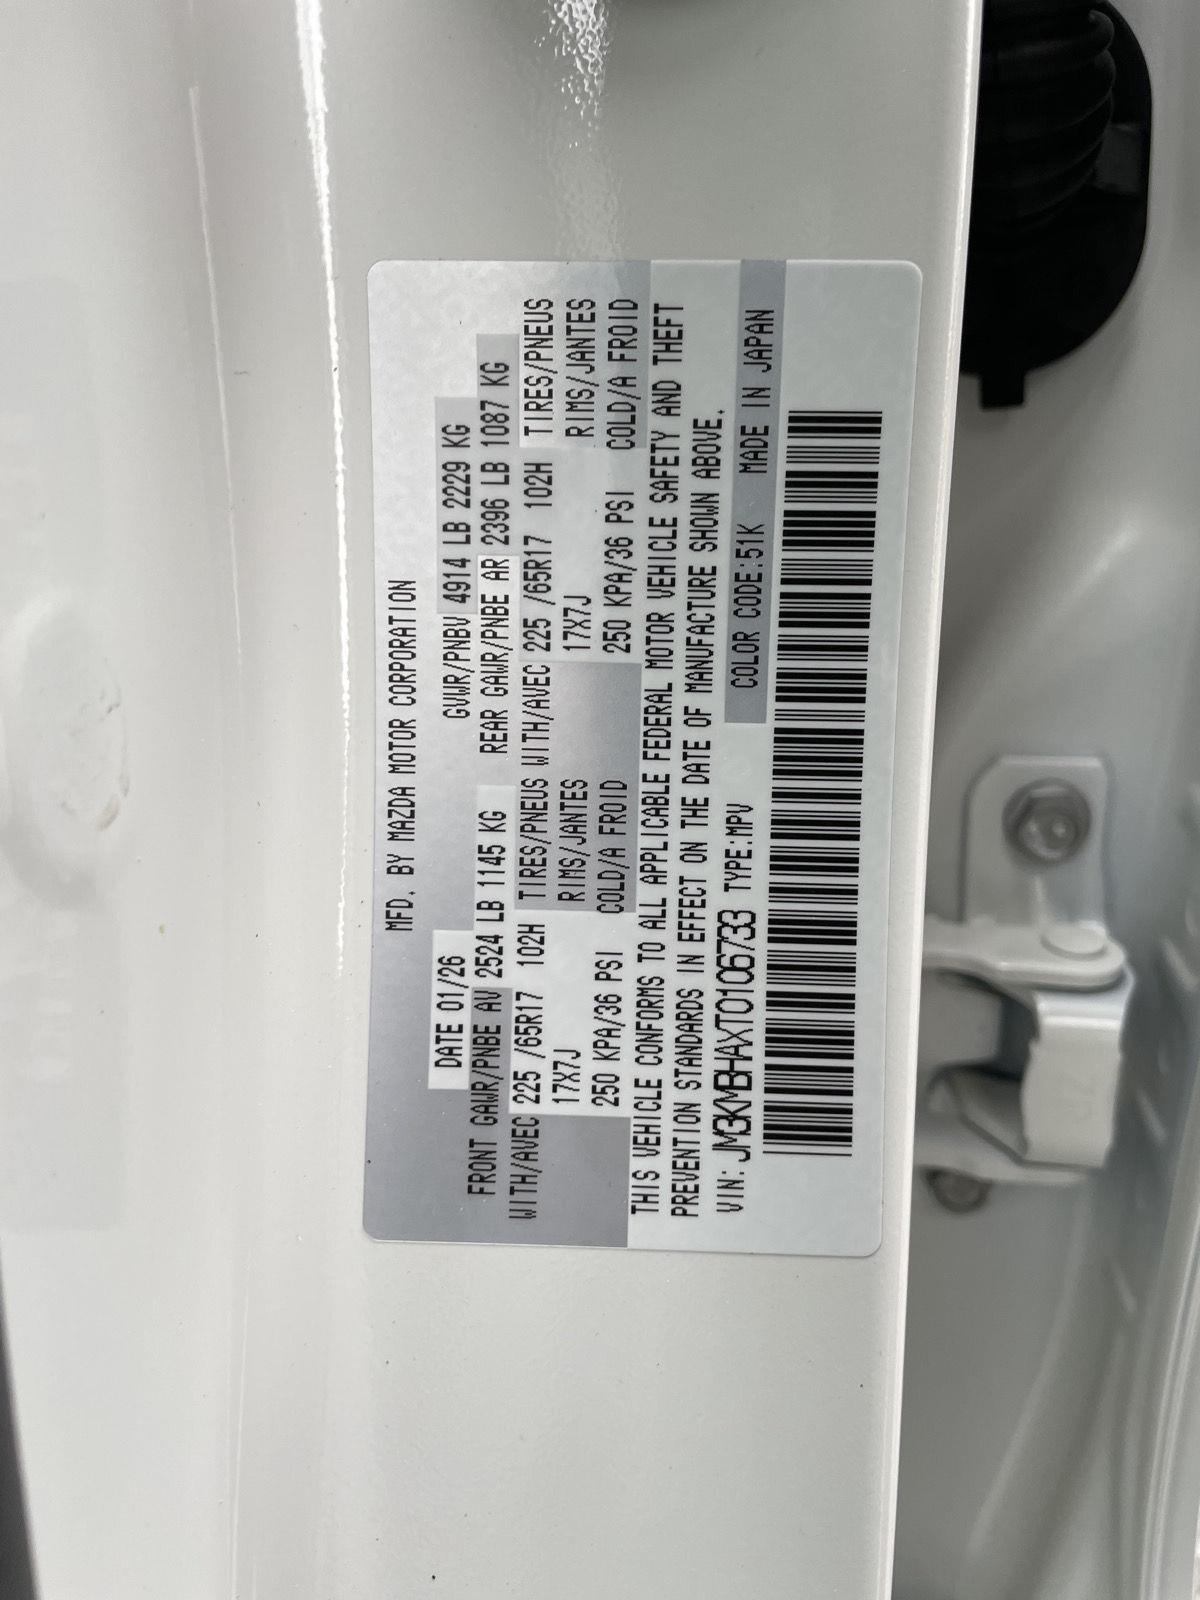 MFD. BY MAZDA MOTOR CORPORATION
DATE 01/26 GVWR/PNBV 4914 LB 2229 KG
FRONT GAWR/PNBE AV 2524 LB 1145 KG REAR GAWR/PNBE AR 2396 LB 1087 KG
WITH/AVEC 225 /65R17 102H TIRES/PNEUS WITH/AVEC 225 /65R17 102H TIRES/PNEUS
17X7J RIMS/JANTES 17X7J RIMS/JANTES
250 KPA/36 PSI COLD/A FROID 250 KPA/36 PSI COLD/A FROID
THIS VEHICLE CONFORMS TO ALL APPLICABLE FEDERAL MOTOR VEHICLE SAFETY AND THEFT
PREVENTION STANDARDS IN EFFECT ON THE DATE OF MANUFACTURE SHOWN ABOVE.
VIN: JM3KMBHAXT0106733 TYPE:MPV COLOR CODE:51K MADE IN JAPAN